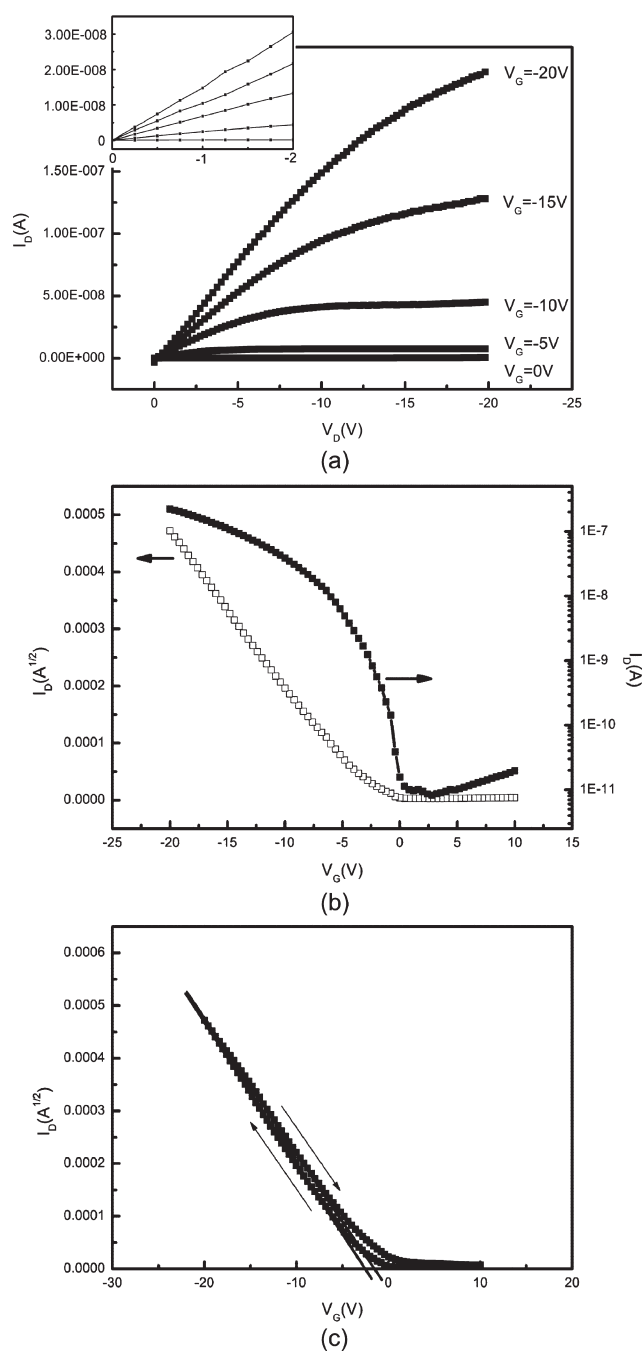 3.00E-008
2.00E-008
1.00E-008
0
0 -1 -2
V_G=-20V
1.50E-007
V_G=-15V
1.00E-007
I_D(A)
5.00E-008
V_G=-10V
V_G=-5V
0.00E+000
V_G=0V
0 -5 -10 -15 -20 -25
V_D(V)
(a)
0.0005
0.0004
0.0003
0.0002
0.0001
0.0000
I_D(A^1/2)
1E-7
1E-8
1E-9
1E-10
1E-11
I_D(A)
-25 -20 -15 -10 -5 0 5 10 15
V_G(V)
(b)
0.0006
0.0005
0.0004
0.0003
0.0002
0.0001
0.0000
I_D(A^1/2)
-30 -20 -10 0 10 20
V_G(V)
(c)